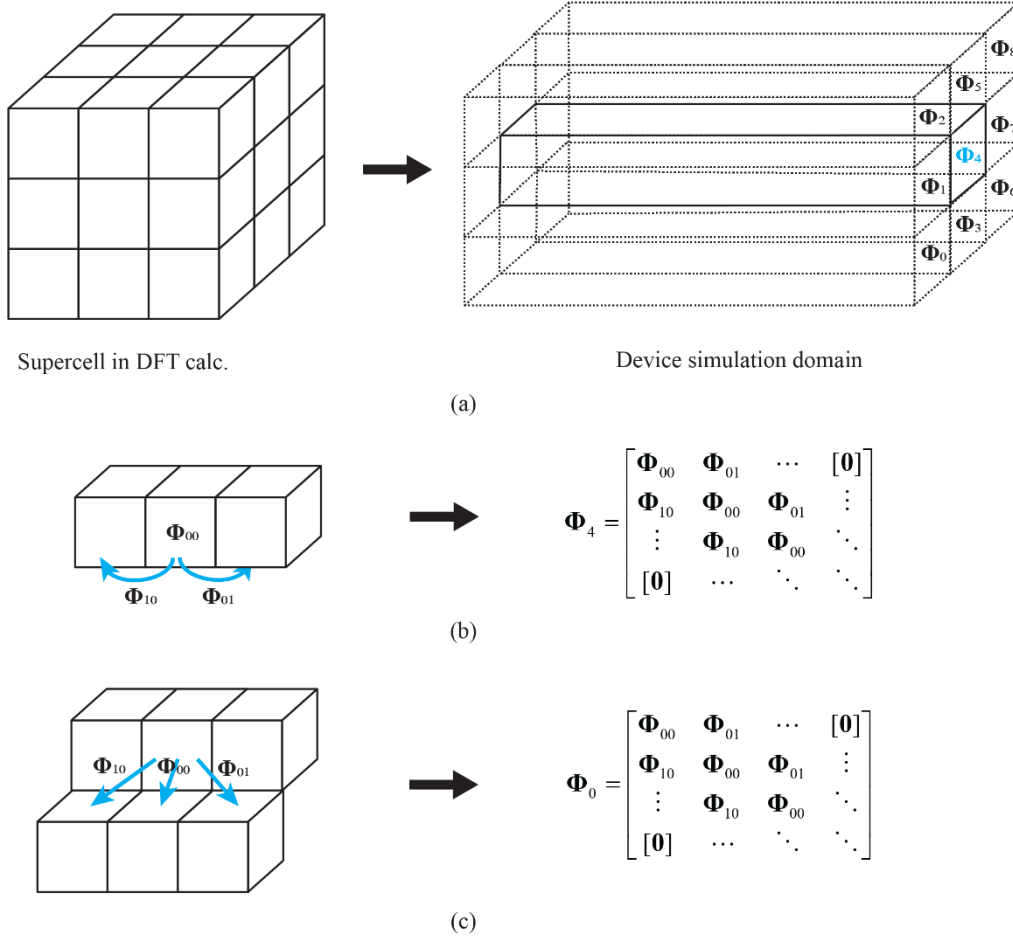 Φ₈
Φ₅
Φ₂
Φ₇
Φ₄
Φ₁
Φ₆
Φ₃
Φ₀
Supercell in DFT calc.
Device simulation domain
(a)
Φ₀₀
Φ₁₀ Φ₀₁
Φ₄ =
Φ₀₀ Φ₀₁ ⋯ [0]
Φ₁₀ Φ₀₀ Φ₀₁ ⋮
⋮ Φ₁₀ Φ₀₀ ⋱
[0] ⋯ ⋱ ⋱
(b)
Φ₁₀ Φ₀₀ Φ₀₁
Φ₀ =
Φ₀₀ Φ₀₁ ⋯ [0]
Φ₁₀ Φ₀₀ Φ₀₁ ⋮
⋮ Φ₁₀ Φ₀₀ ⋱
[0] ⋯ ⋱ ⋱
(c)